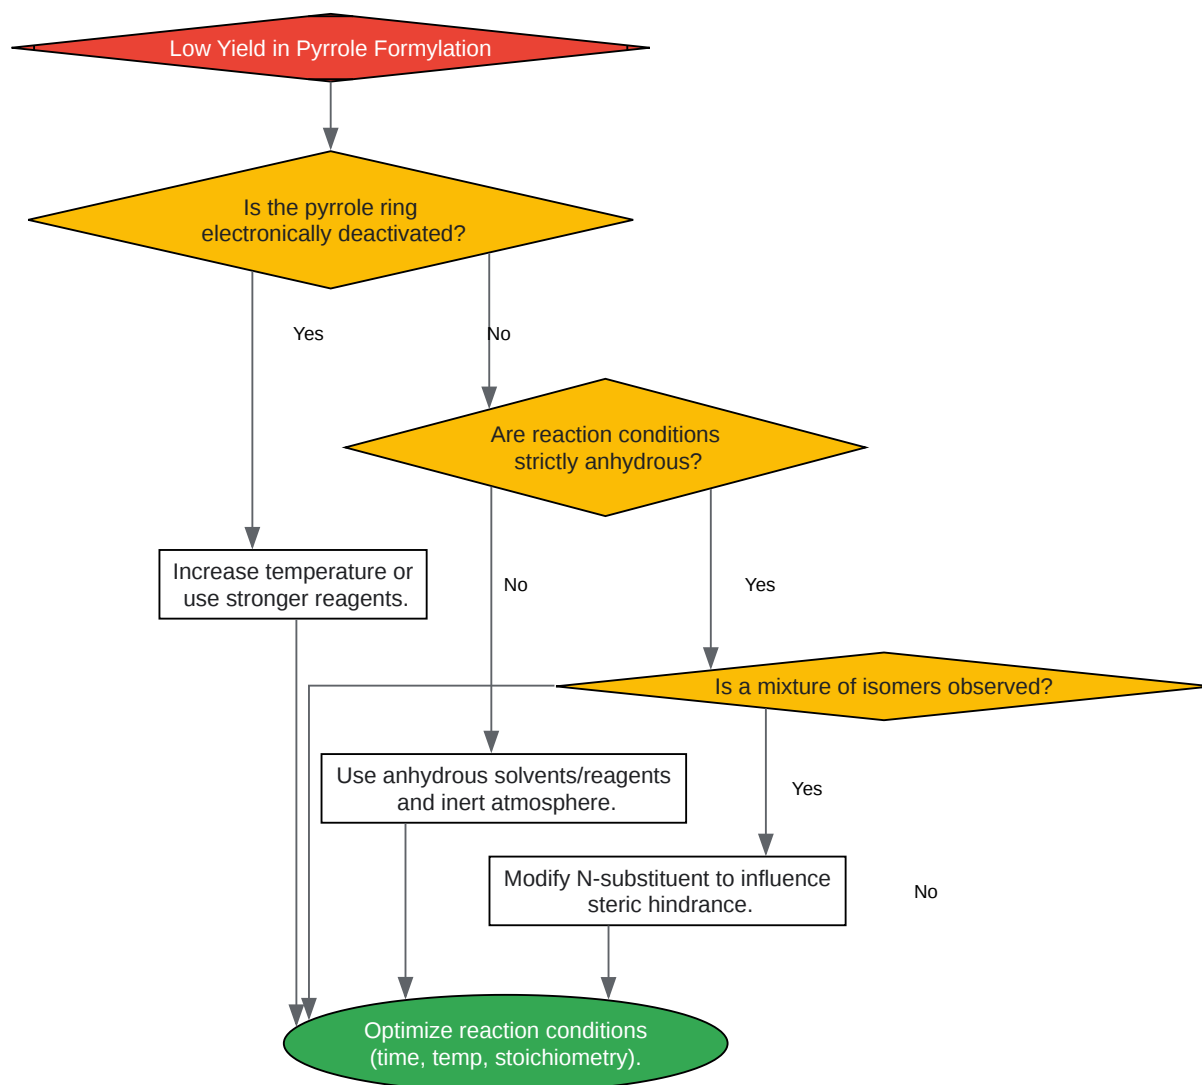 Low Yield in Pyrrole Formylation
Is the pyrrole ring
electronically deactivated?
Yes
No
Are reaction conditions
strictly anhydrous?
Increase temperature or
use stronger reagents.
No
Yes
Is a mixture of isomers observed?
Use anhydrous solvents/reagents
and inert atmosphere.
Yes
Modify N-substituent to influence
steric hindrance.
No
Optimize reaction conditions
(time, temp, stoichiometry).